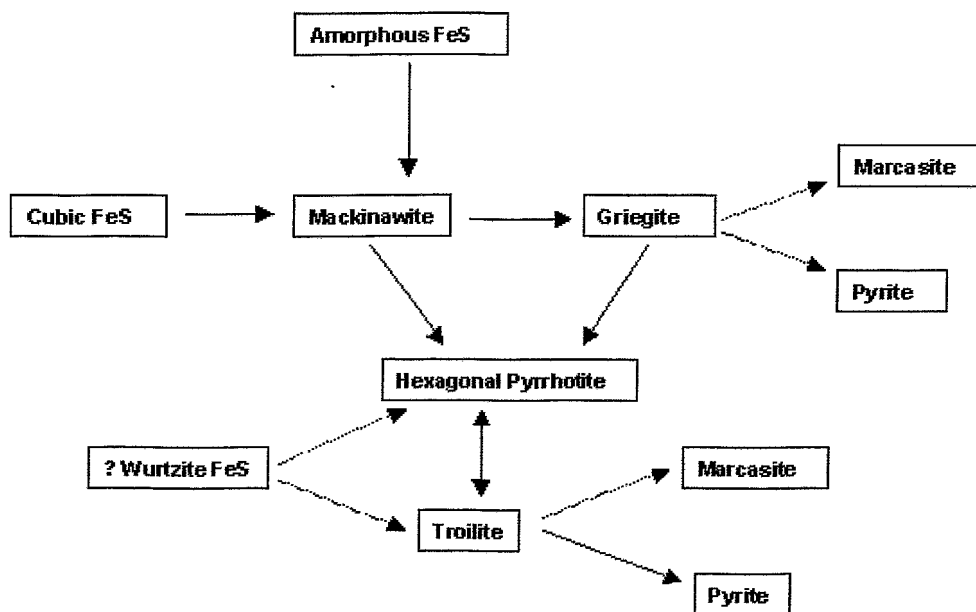 Amorphous FeS
Marcasite
Cubic FeS
Mackinawite
Griegite
Pyrite
Hexagonal Pyrrhotite
? Wurtzite FeS
Marcasite
Troilite
Pyrite